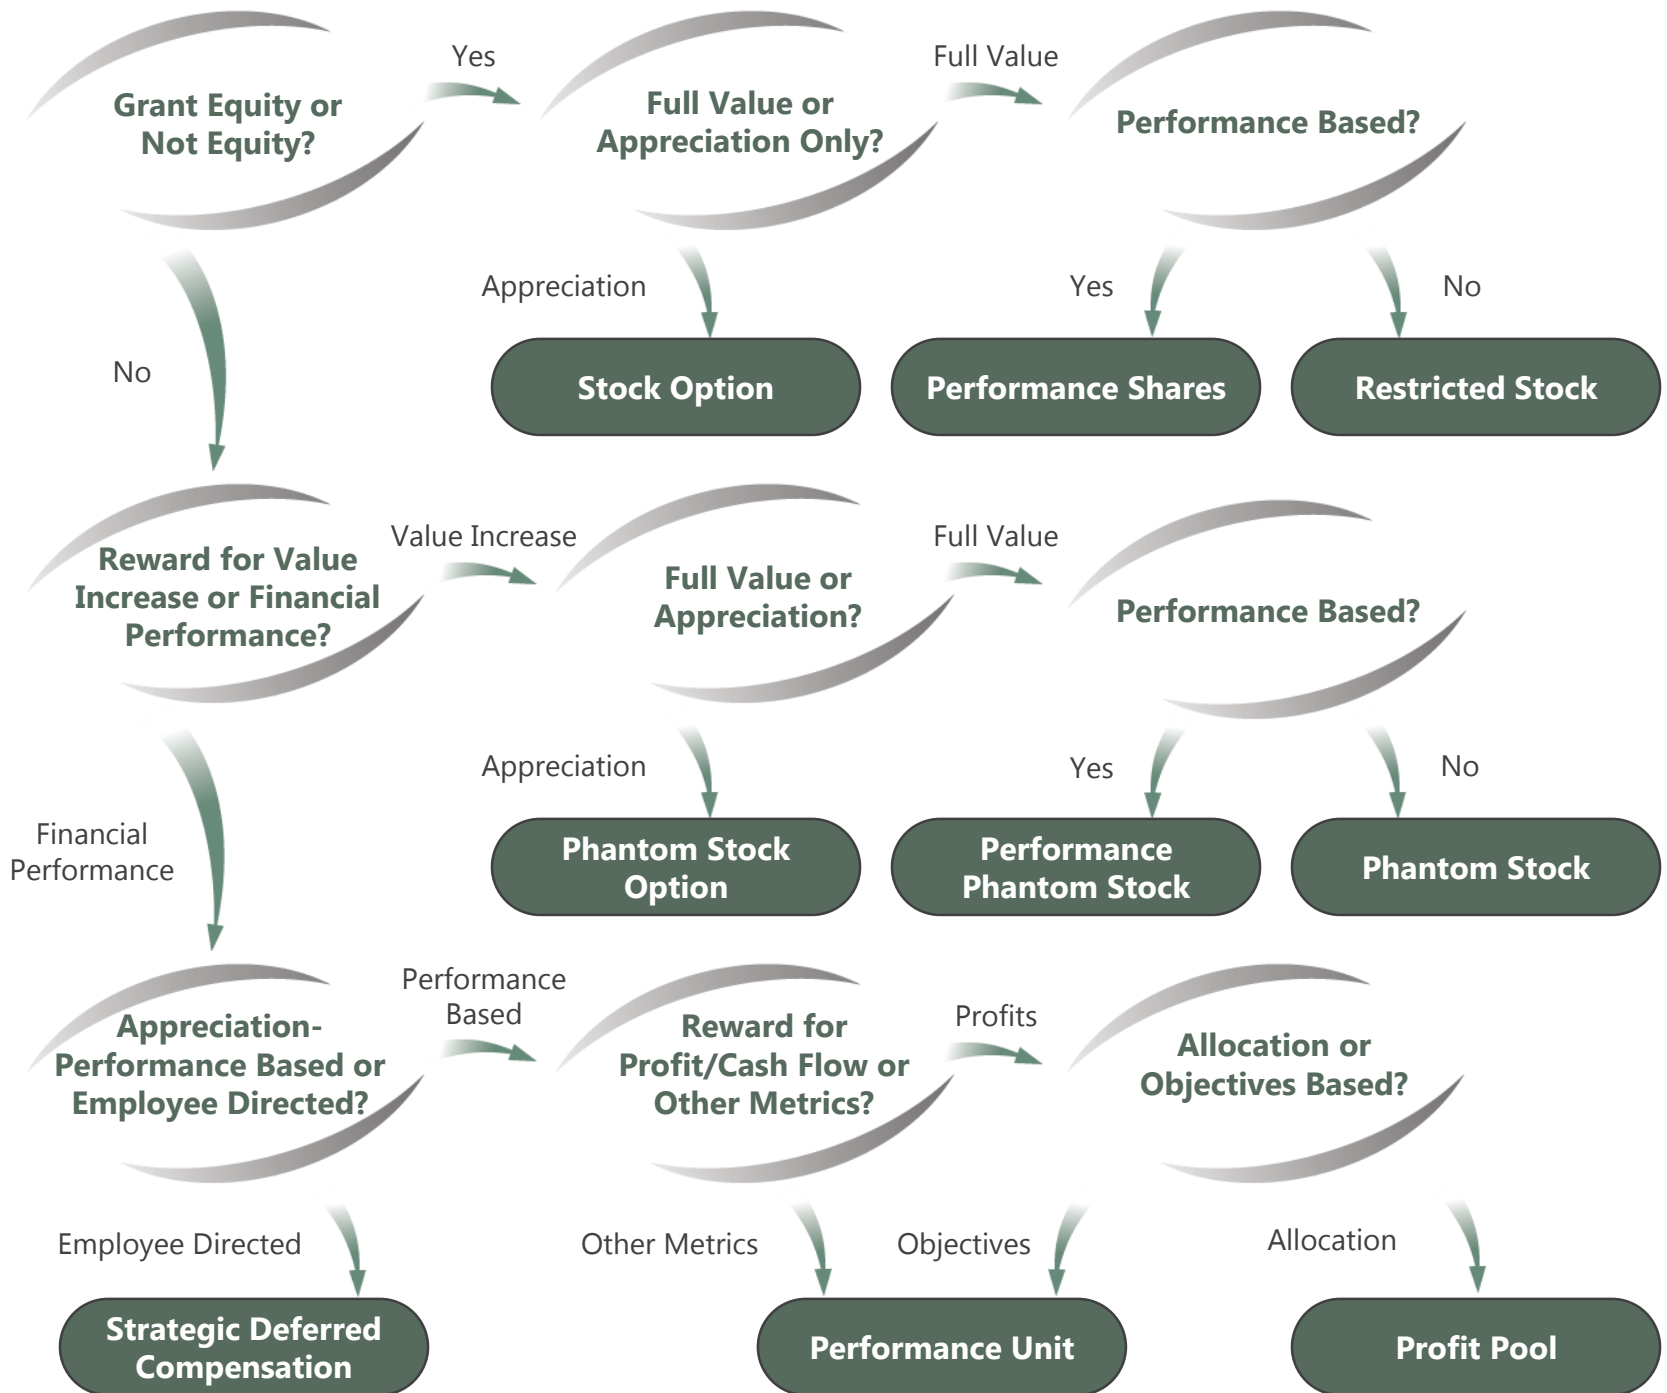 Yes
Full Value
Grant Equity or
Not Equity?
Full Value or
Appreciation Only?
Performance Based?
No
Appreciation
Yes
No
Stock Option
Performance Shares
Restricted Stock
Value Increase
Full Value
Reward for Value
Increase or Financial
Performance?
Full Value or
Appreciation?
Performance Based?
Financial
Performance
Appreciation
Yes
No
Phantom Stock
Option
Performance
Phantom Stock
Phantom Stock
Performance
Based
Profits
Appreciation-
Performance Based or
Employee Directed?
Reward for
Profit/Cash Flow or
Other Metrics?
Allocation or
Objectives Based?
Employee Directed
Other Metrics
Objectives
Allocation
Strategic Deferred
Compensation
Performance Unit
Profit Pool